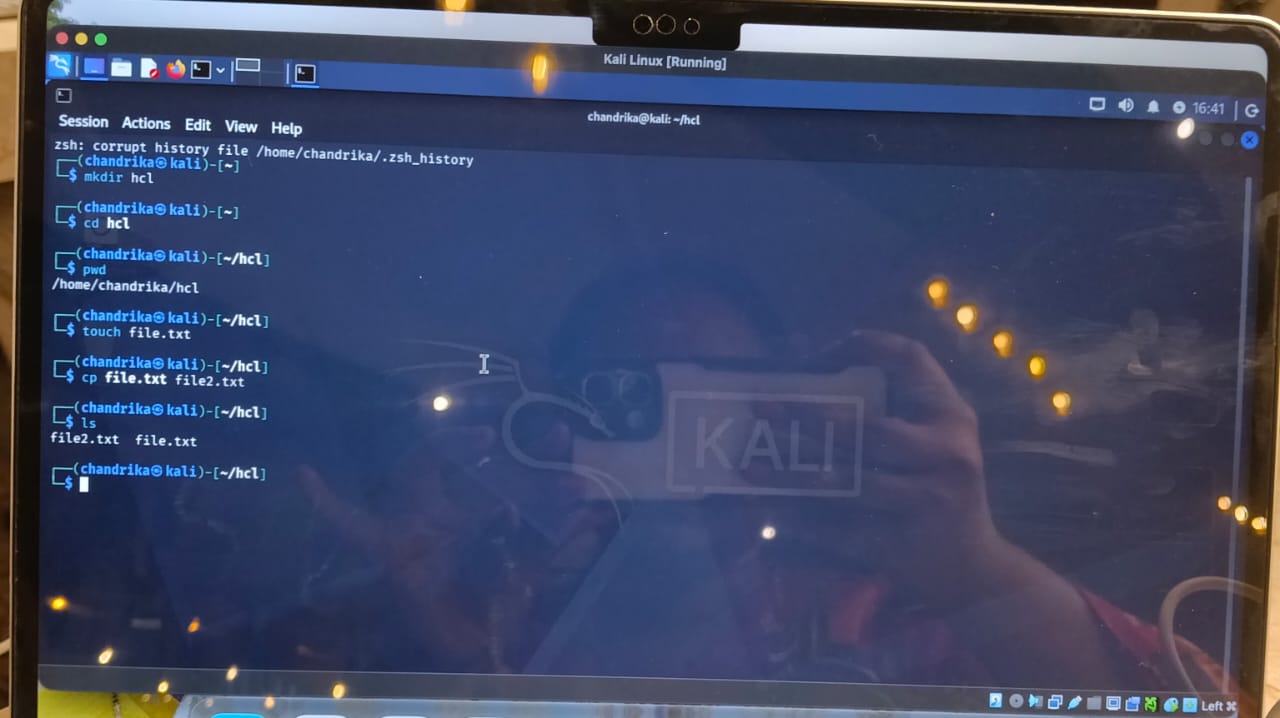 Kali Linux [Running]
16:41
chandrika@kali: ~/hcl
Session Actions Edit View Help
zsh: corrupt history file /home/chandrika/.zsh_history
┌──(chandrika㉿kali)-[~]
└─$ mkdir hcl
┌──(chandrika㉿kali)-[~]
└─$ cd hcl
┌──(chandrika㉿kali)-[~/hcl]
└─$ pwd
/home/chandrika/hcl
┌──(chandrika㉿kali)-[~/hcl]
└─$ touch file.txt
┌──(chandrika㉿kali)-[~/hcl]
└─$ cp file.txt file2.txt
┌──(chandrika㉿kali)-[~/hcl]
└─$ ls
file2.txt  file.txt
┌──(chandrika㉿kali)-[~/hcl]
└─$
KALI
Left ⌘